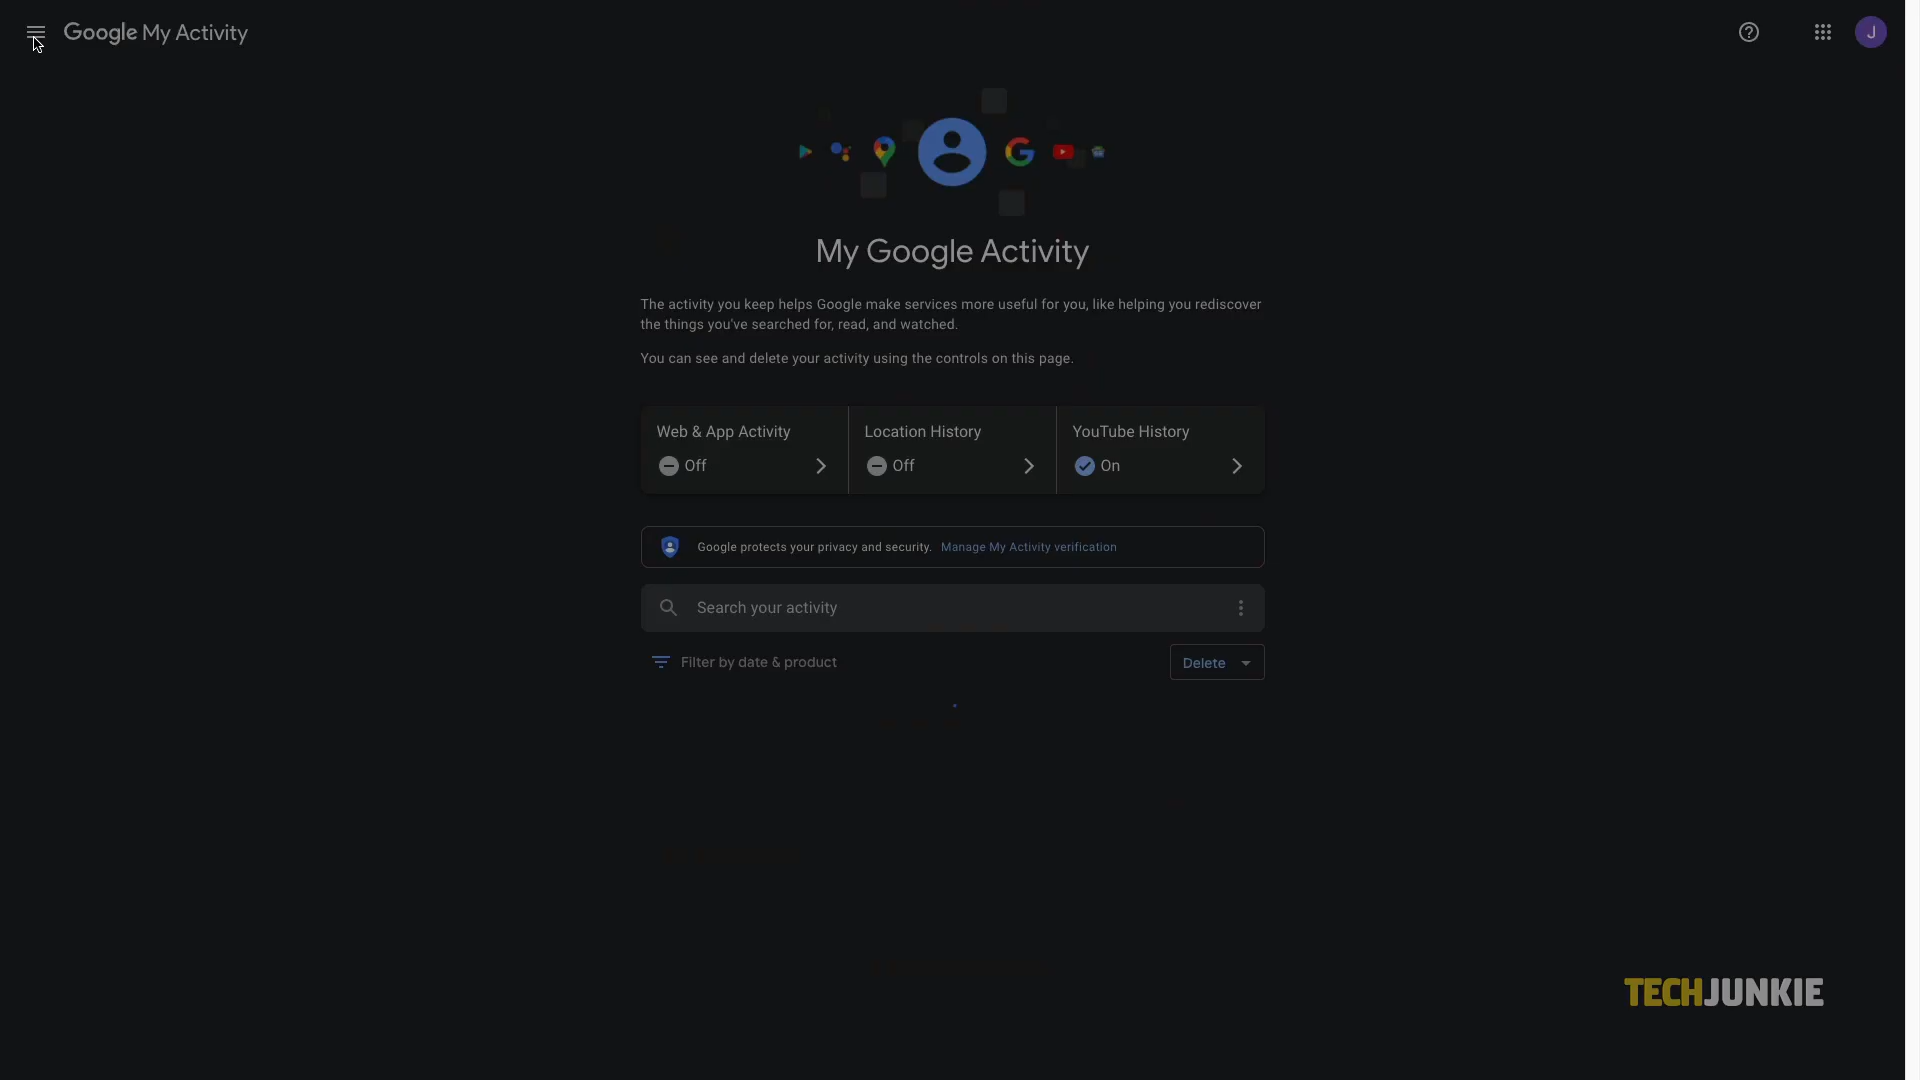 Google My Activity
J
My Google Activity
The activity you keep helps Google make services more useful for you, like helping you rediscover
the things you've searched for, read, and watched.
You can see and delete your activity using the controls on this page.
Web & App Activity
Off
Location History
Off
YouTube History
On
Google protects your privacy and security. Manage My Activity verification
Search your activity
Filter by date & product
Delete
TECHJUNKIE